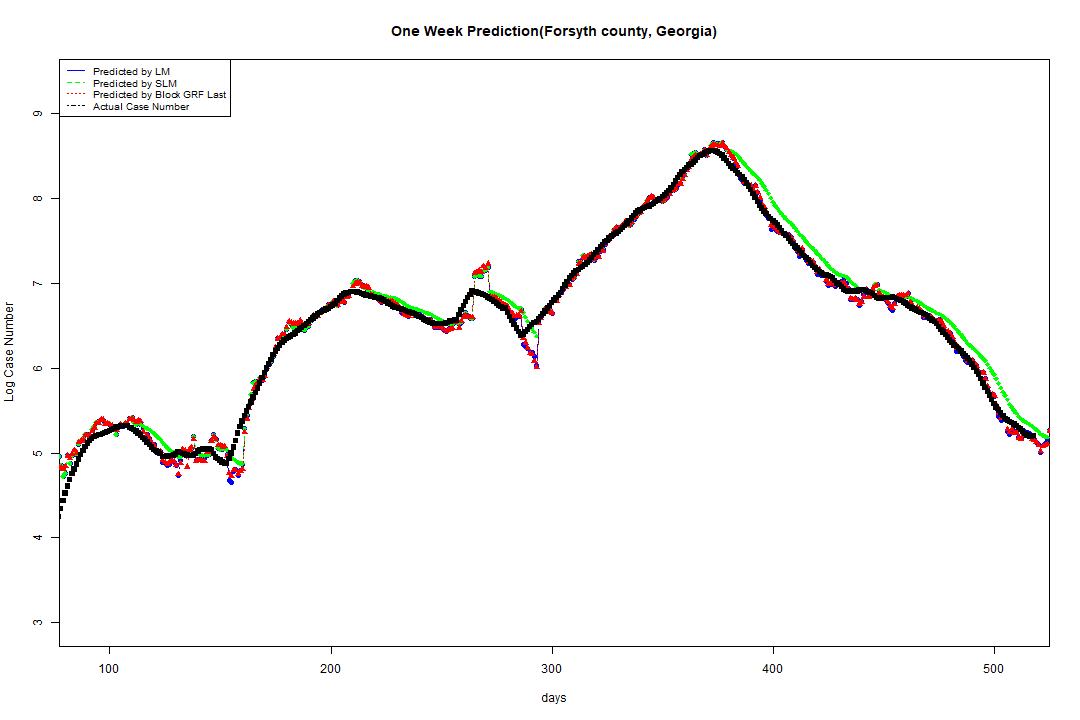 One Week Prediction(Forsyth county, Georgia)
Predicted by LM
Predicted by SLM
Predicted by Block GRF Last
Actual Case Number
9
8
7
6
5
4
3
Log Case Number
100 200 300 400 500
days